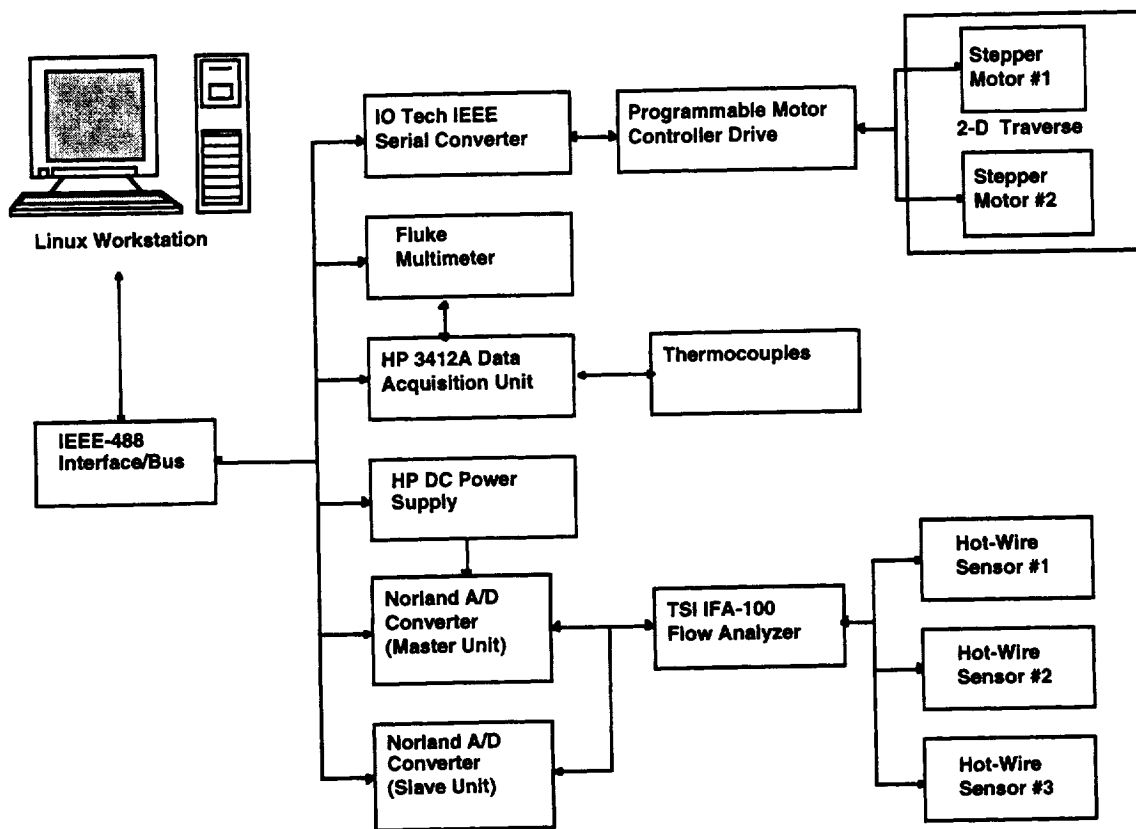 Linux Workstation
IEEE-488
Interface/Bus
IO Tech IEEE
Serial Converter
Programmable Motor
Controller Drive
Stepper
Motor #1
2-D Traverse
Stepper
Motor #2
Fluke
Multimeter
HP 3412A Data
Acquisition Unit
Thermocouples
HP DC Power
Supply
Norland A/D
Converter
(Master Unit)
TSI IFA-100
Flow Analyzer
Hot-Wire
Sensor #1
Hot-Wire
Sensor #2
Hot-Wire
Sensor #3
Norland A/D
Converter
(Slave Unit)